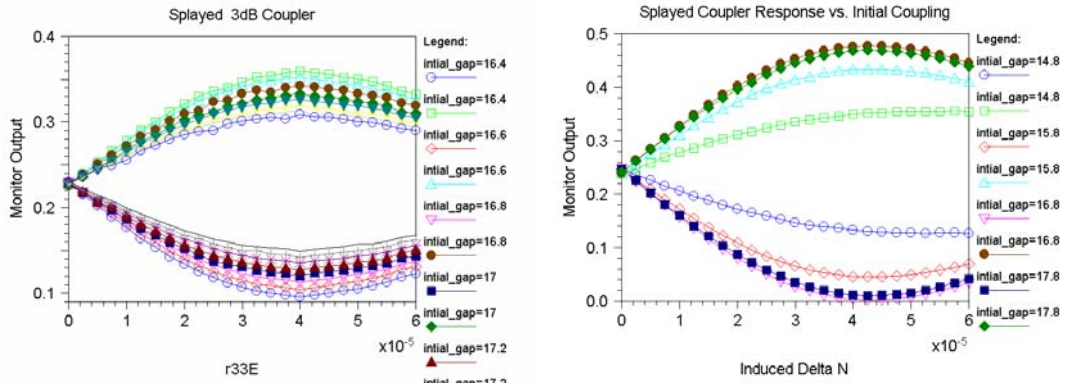 Splayed 3dB Coupler
0.4
0.3
0.2
0.1
Monitor Output
0 1 2 3 4 5 6
x10-5
r33E
Legend:
intial_gap=16.4
intial_gap=16.4
intial_gap=16.6
intial_gap=16.6
intial_gap=16.8
intial_gap=16.8
intial_gap=17
intial_gap=17
intial_gap=17.2
intial_gap=17.2
Splayed Coupler Response vs. Initial Coupling
0.5
0.4
0.3
0.2
0.1
0.0
Monitor Output
0 1 2 3 4 5 6
x10-5
Induced Delta N
Legend:
intial_gap=14.8
intial_gap=14.8
intial_gap=15.8
intial_gap=15.8
intial_gap=16.8
intial_gap=16.8
intial_gap=17.8
intial_gap=17.8